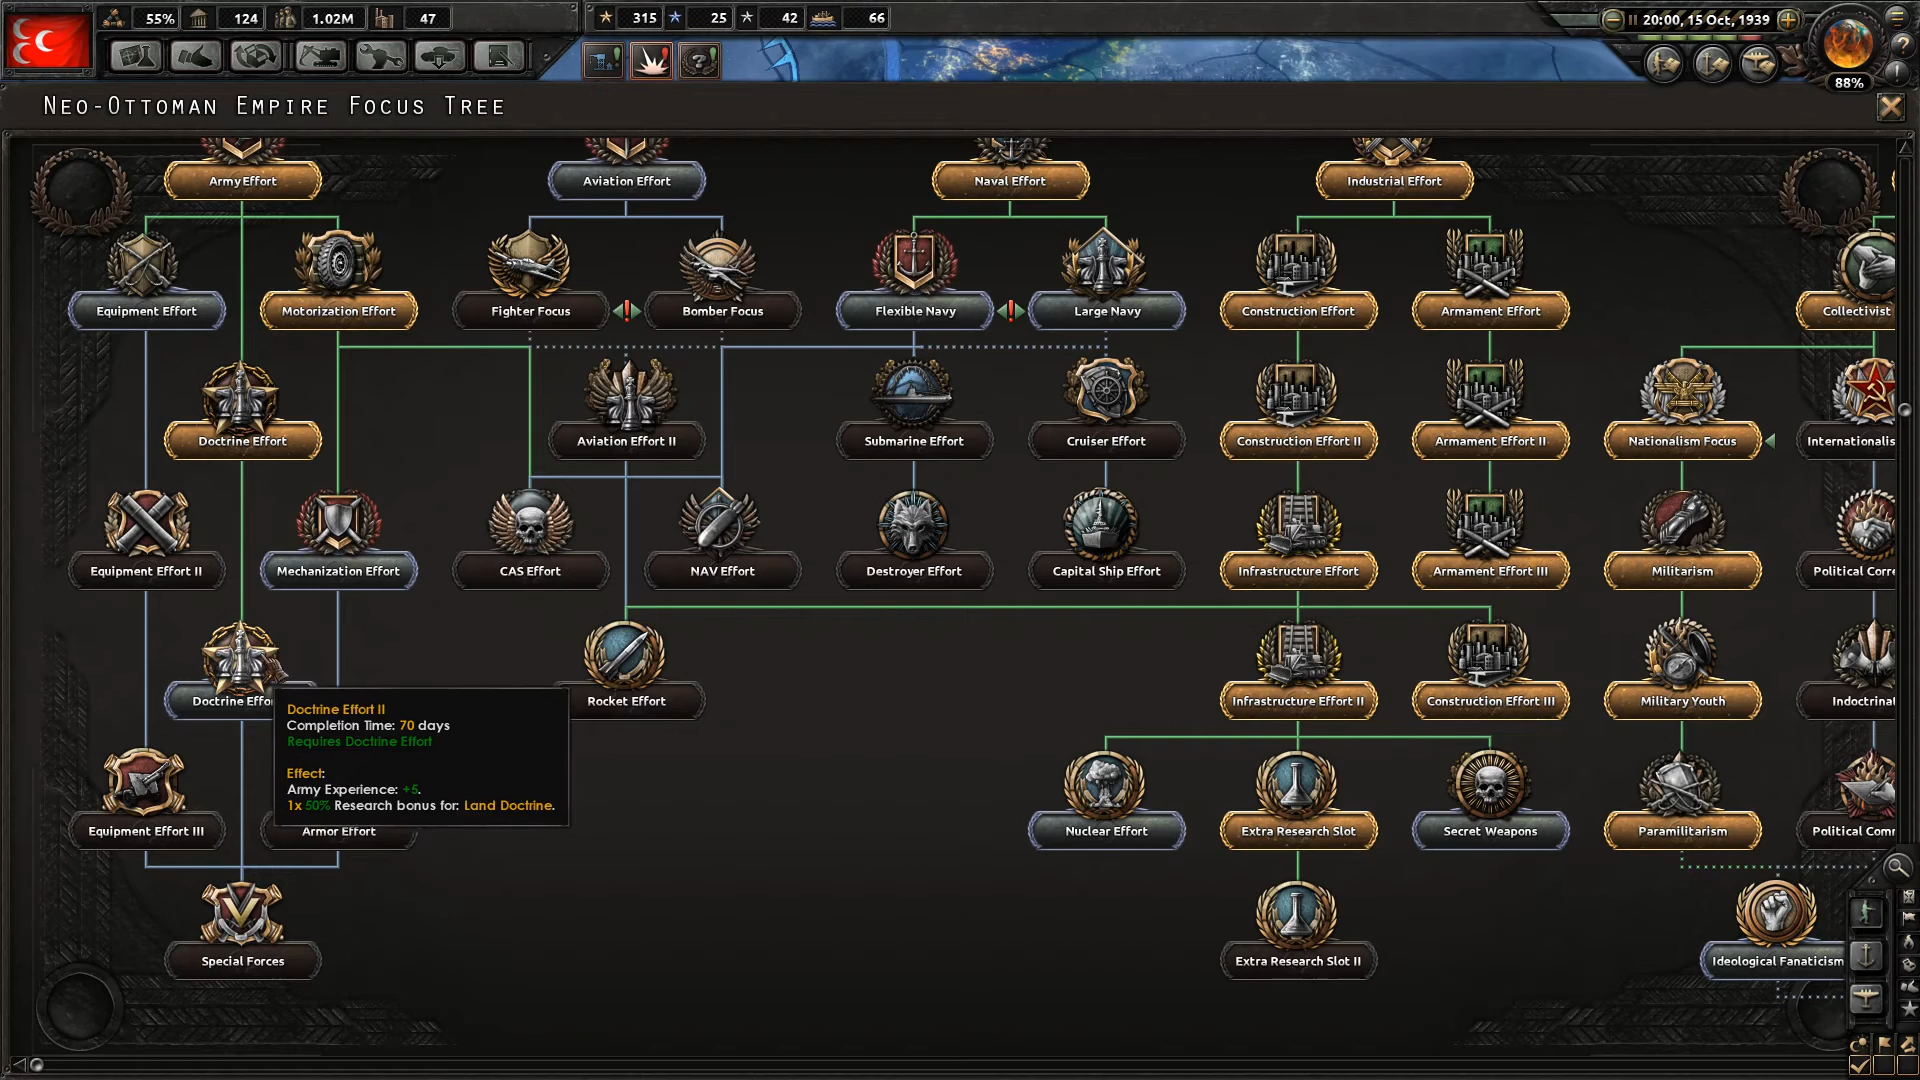 55%
124
1.02M
47
315
25
42
66
20:00, 15 Oct, 1939
88%
Neo-Ottoman Empire Focus Tree
Army Effort
Aviation Effort
Naval Effort
Industrial Effort
Equipment Effort
Motorization Effort
Fighter Focus
Bomber Focus
Flexible Navy
Large Navy
Construction Effort
Armament Effort
Collectivist
Doctrine Effort
Aviation Effort II
Submarine Effort
Cruiser Effort
Construction Effort II
Armament Effort II
Nationalism Focus
Internationalis
Equipment Effort II
Mechanization Effort
CAS Effort
NAV Effort
Destroyer Effort
Capital Ship Effort
Infrastructure Effort
Armament Effort III
Militarism
Political Corre
Doctrine Effor
Rocket Effort
Infrastructure Effort II
Construction Effort III
Military Youth
Indoctrinat
Doctrine Effort II
Completion Time: 70 days
Requires Doctrine Effort
Effect:
Army Experience: +5.
1x 50% Research bonus for: Land Doctrine.
Equipment Effort III
Armor Effort
Nuclear Effort
Extra Research Slot
Secret Weapons
Paramilitarism
Political Comm
Special Forces
Extra Research Slot II
Ideological Fanaticism